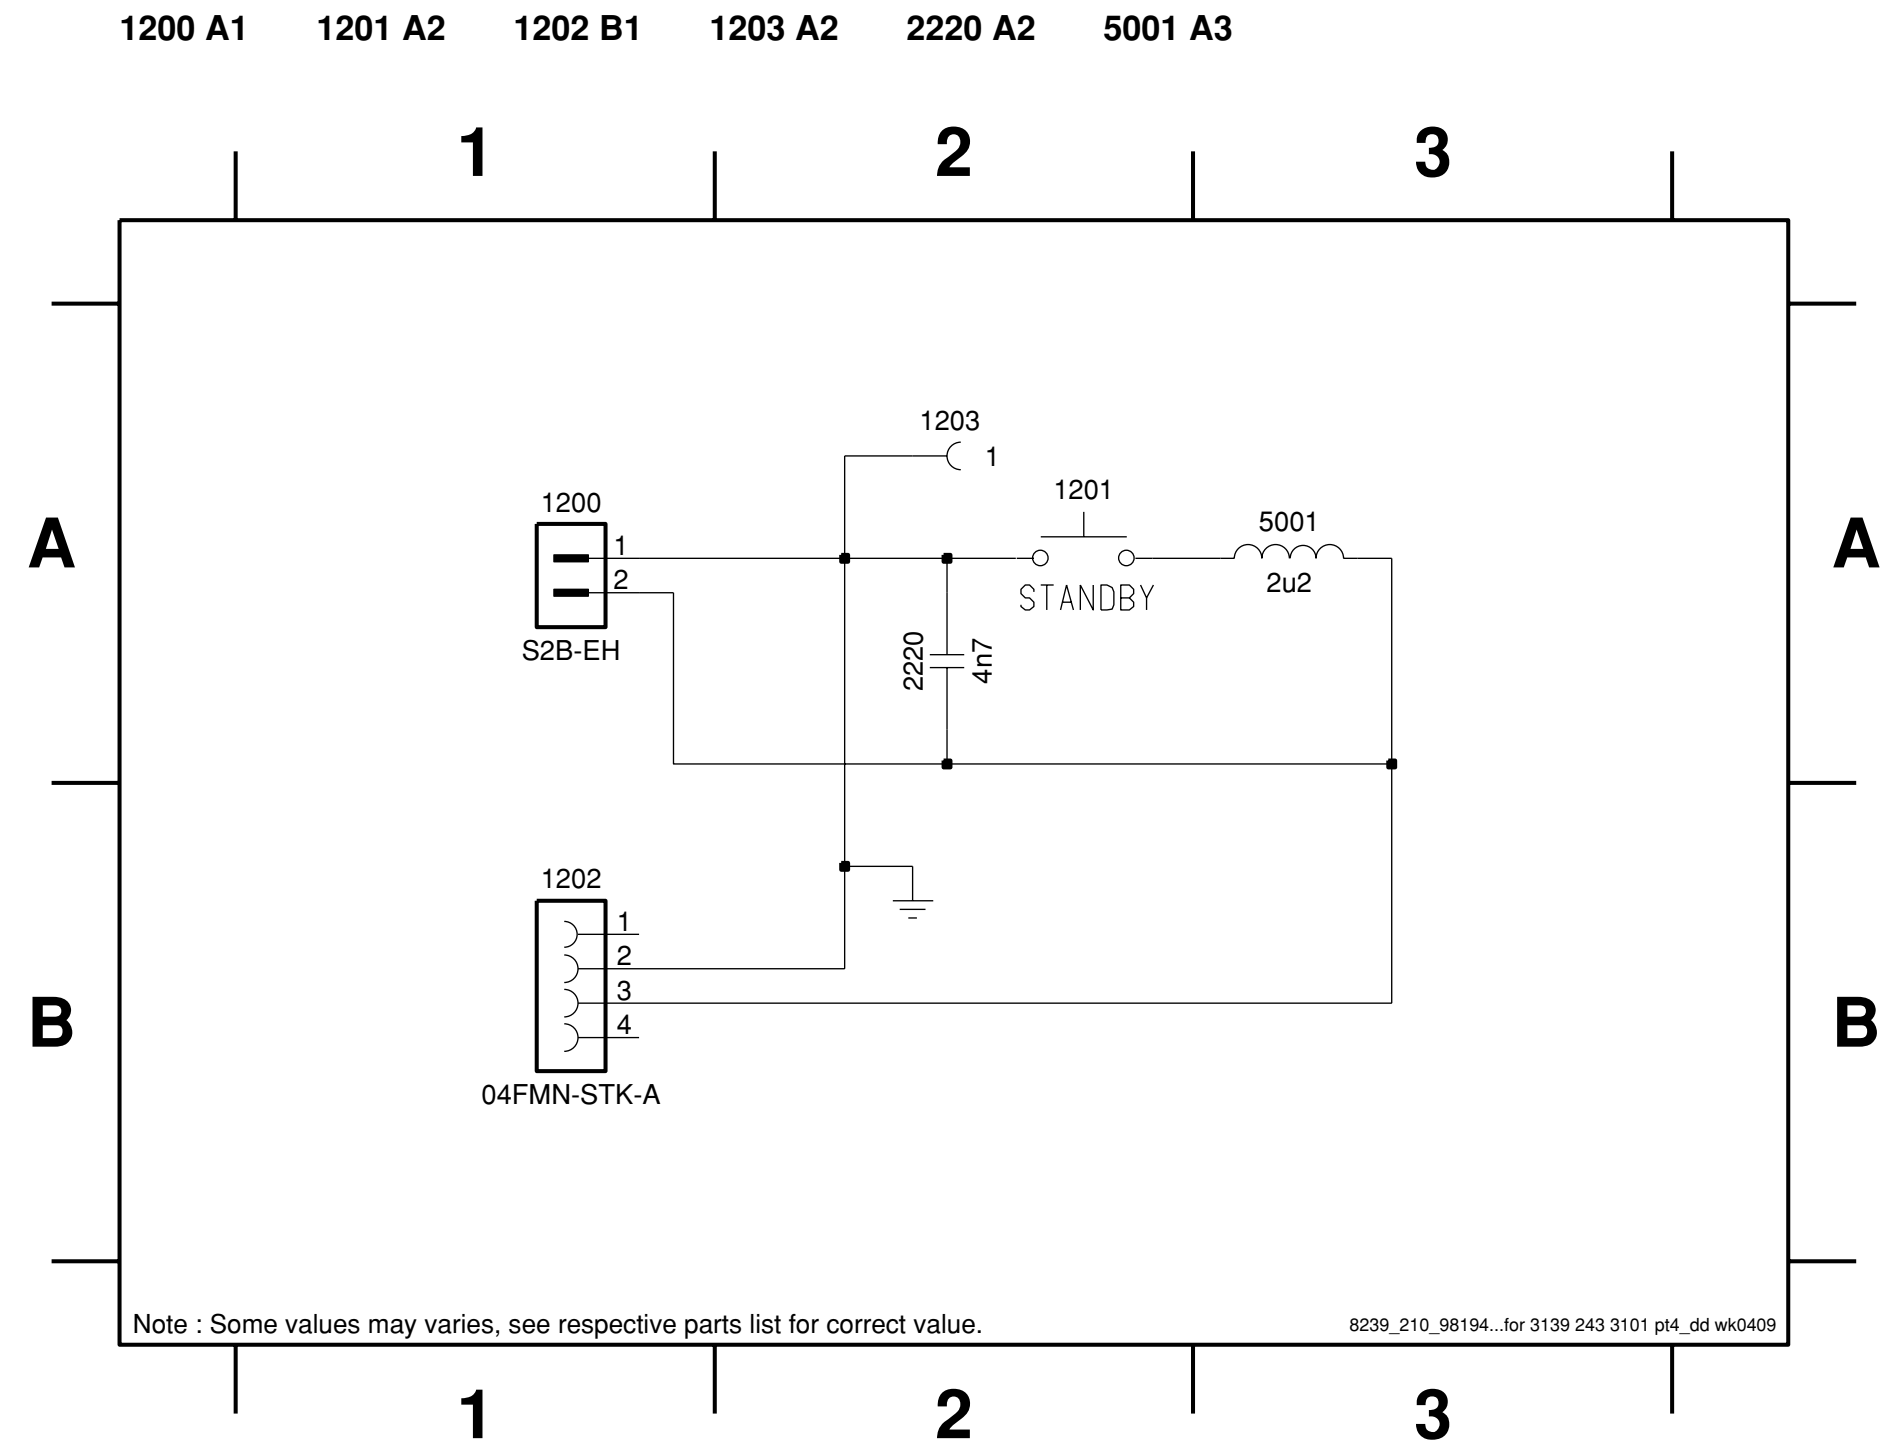 1200 A1 1201 A2 1202 B1 1203 A2 2220 A2 5001 A3
1 2 3
1203
1
1201
1200
5001
A
1
A
2
2u2
STANDBY
S2B-EH
2220
4n7
1202
1
2
3
B
B
4
04FMN-STK-A
Note : Some values may varies, see respective parts list for correct value.
8239_210_98194...for 3139 243 3101 pt4_dd wk0409
1 2 3